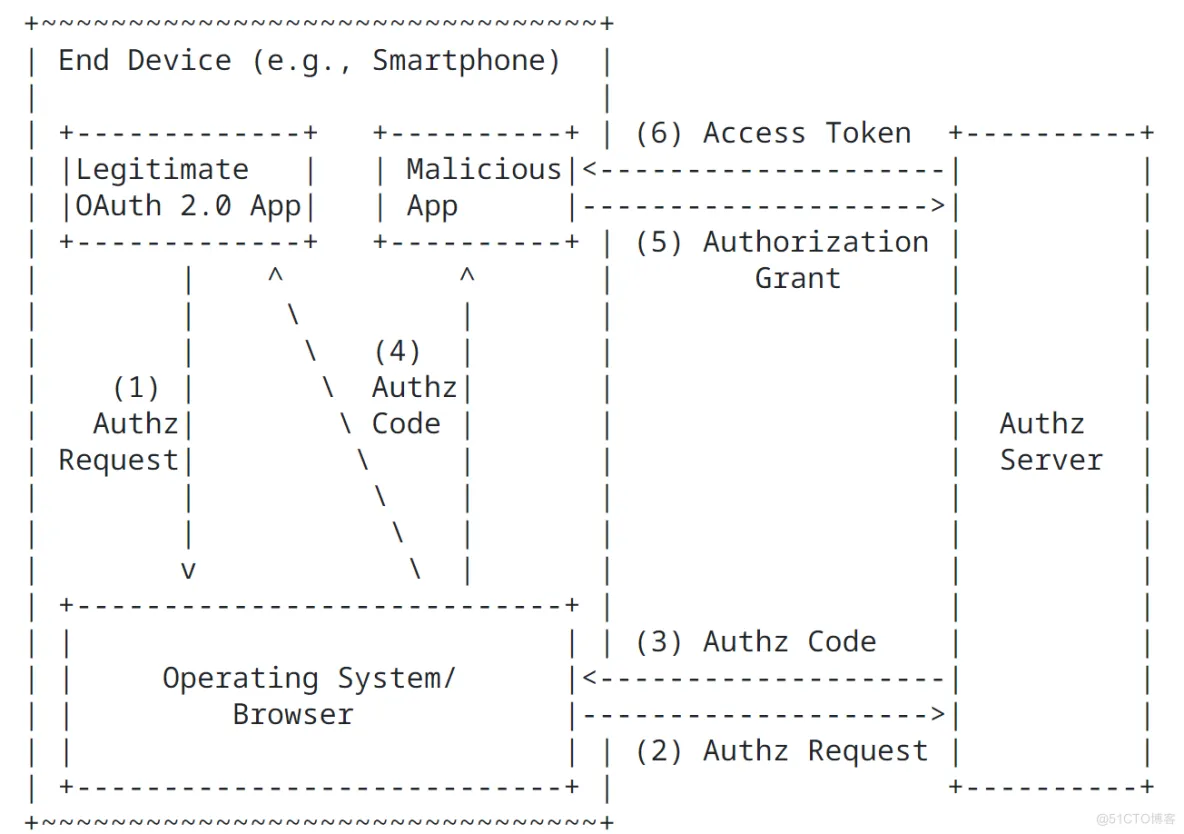 +~~~~~~~~~~~~~~~~~~~~~~~~~~~~~~~~+
| End Device (e.g., Smartphone)  |
|                                |
| +-------------+   +----------+ | (6) Access Token  +----------+
| |Legitimate   |   | Malicious|<--------------------|          |
| |OAuth 2.0 App|   | App      |-------------------->|          |
| +-------------+   +----------+ | (5) Authorization |          |
|        |    ^          ^       |        Grant      |          |
|        |     \         |       |                   |          |
|        |      \   (4)  |       |                   |          |
|    (1) |       \  Authz|       |                   |          |
|   Authz|        \ Code |       |                   |  Authz   |
| Request|         \     |       |                   |  Server  |
|        |          \    |       |                   |          |
|        |           \   |       |                   |          |
|        v            \  |       |                   |          |
| +----------------------------+ |                   |          |
| |                            | | (3) Authz Code    |          |
| |     Operating System/      |<--------------------|          |
| |         Browser            |-------------------->|          |
| |                            | | (2) Authz Request |          |
| +----------------------------+ |                   +----------+
+~~~~~~~~~~~~~~~~~~~~~~~~~~~~~~~~+
@51CTO博客